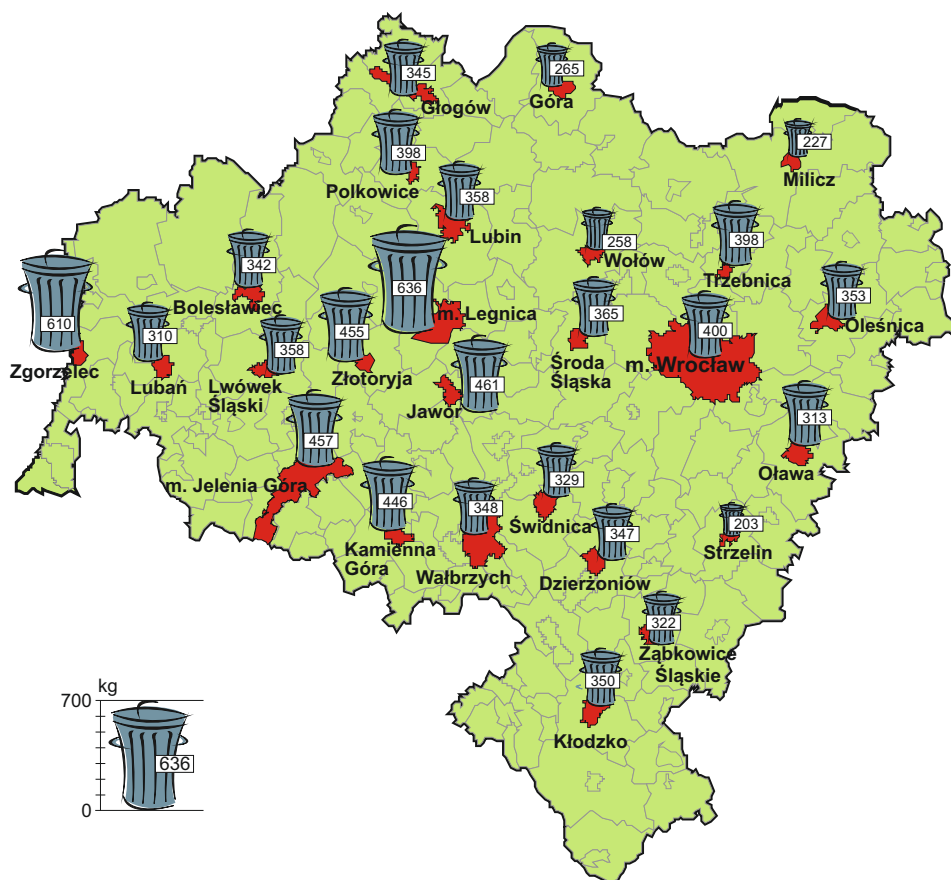 345
Głogów
265
Góra
227
Milicz
398
Polkowice
358
Lubin
258
Wołów
398
Trzebnica
342
Bolesławiec
636
m. Legnica
353
Oleśnica
610
Zgorzelec
310
Lubań
358
Lwówek
Śląski
455
Złotoryja
365
Środa
Śląska
400
m. Wrocław
461
Jawór
313
Oława
457
m. Jelenia Góra
446
Kamienna
Góra
348
Wałbrzych
329
Świdnica
347
Dzierżoniów
203
Strzelin
322
Ząbkowice
Śląskie
350
Kłodzko
kg
700
636
0